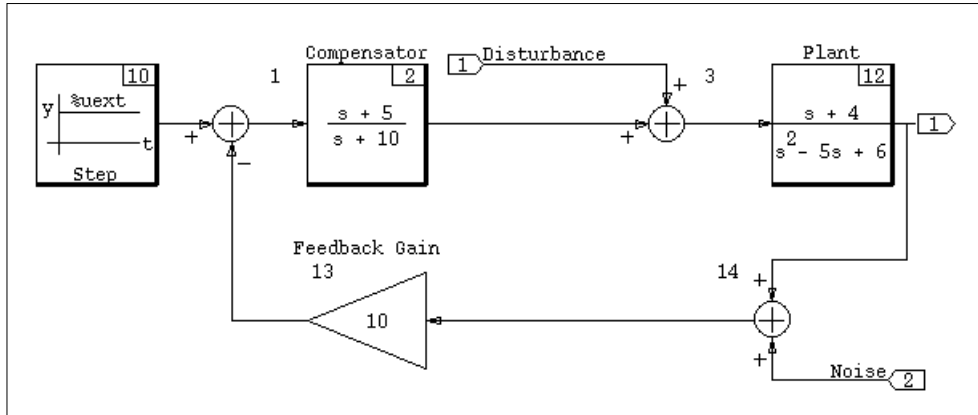 Compensator
Disturbance
Plant
10
1
2
1
3
12
y
%uext
t
Step
+
−
s + 5
s + 10
+
+
s + 4
s² - 5s + 6
1
Feedback Gain
13
10
14
+
+
Noise
2